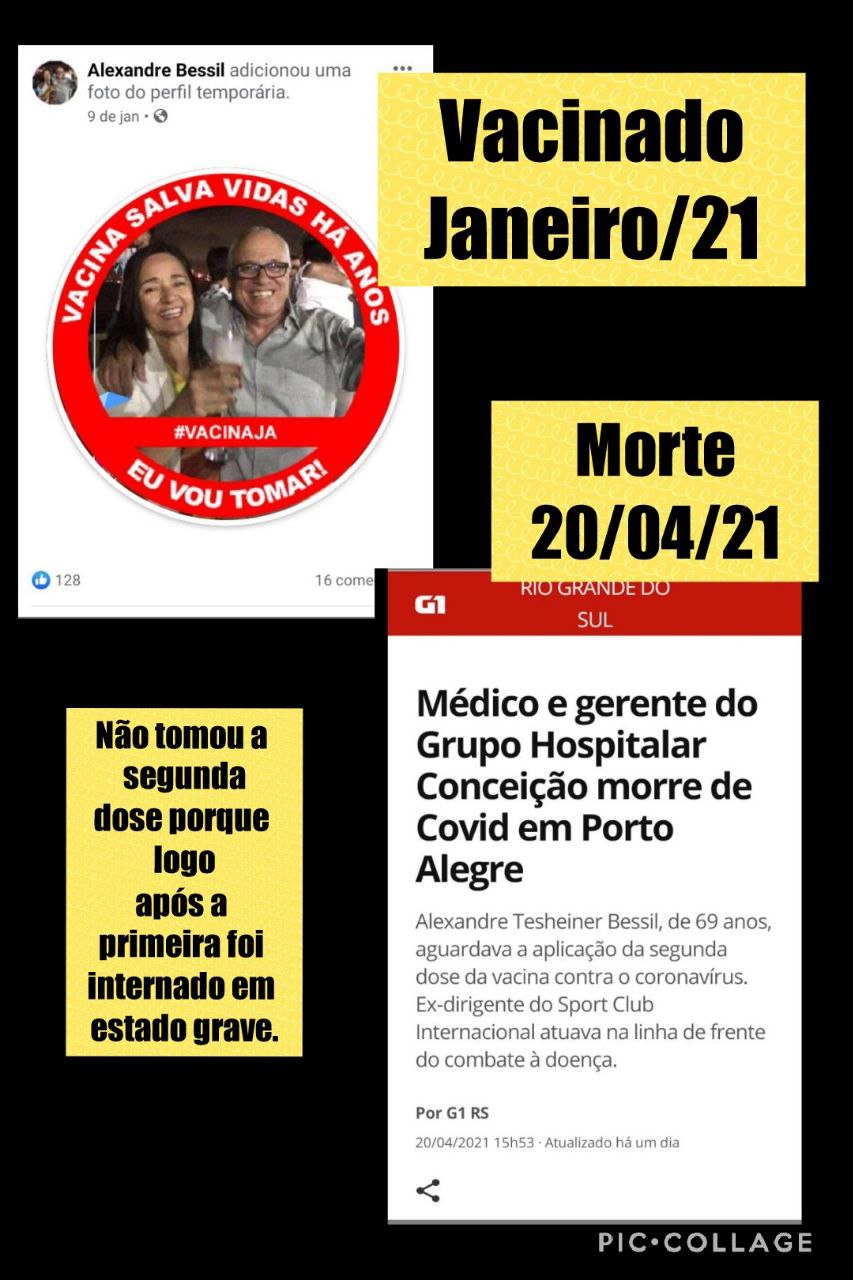 Alexandre Bessil adicionou uma
foto do perfil temporária.
9 de jan
Vacinado
Janeiro/21
VACINA SALVA VIDAS HÁ ANOS
#VACINAJA
EU VOU TOMAR!
128
16 come
Morte
20/04/21
G1
RIO GRANDE DO
SUL
Médico e gerente do
Grupo Hospitalar
Conceição morre de
Covid em Porto
Alegre
Alexandre Tesheiner Bessil, de 69 anos,
aguardava a aplicação da segunda
dose da vacina contra o coronavírus.
Ex-dirigente do Sport Club
Internacional atuava na linha de frente
do combate à doença.
Por G1 RS
20/04/2021 15h53 · Atualizado há um dia
Não tomou a
segunda
dose porque
logo
após a
primeira foi
internado em
estado grave.
PIC•COLLAGE